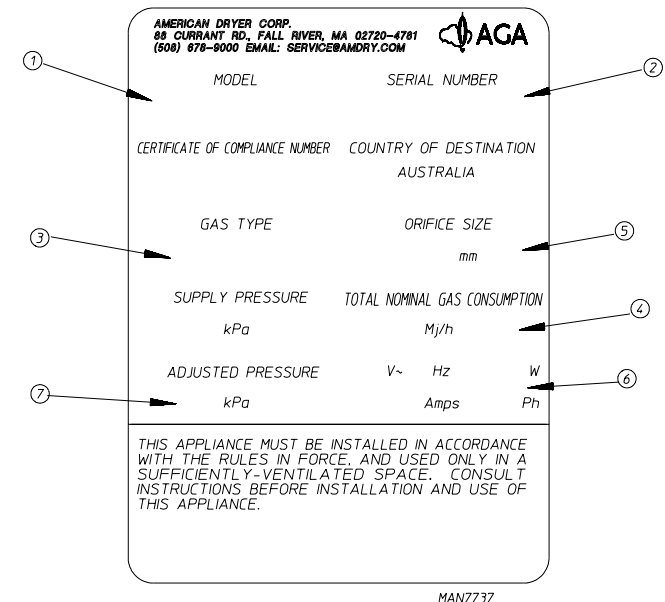 AMERICAN DRYER CORP.
88 CURRANT RD., FALL RIVER, MA 02720-4781
(508) 678-9000 EMAIL: SERVICE@AMDRY.COM
AGA
1
2
MODEL SERIAL NUMBER
CERTIFICATE OF COMPLIANCE NUMBER COUNTRY OF DESTINATION
AUSTRALIA
GAS TYPE ORIFICE SIZE
3
5
mm
SUPPLY PRESSURE TOTAL NOMINAL GAS CONSUMPTION
4
kPa Mj/h
ADJUSTED PRESSURE V~ Hz W
6
7
kPa Amps Ph
THIS APPLIANCE MUST BE INSTALLED IN ACCORDANCE
WITH THE RULES IN FORCE, AND USED ONLY IN A
SUFFICIENTLY-VENTILATED SPACE. CONSULT
INSTRUCTIONS BEFORE INSTALLATION AND USE OF
THIS APPLIANCE.
MAN7737